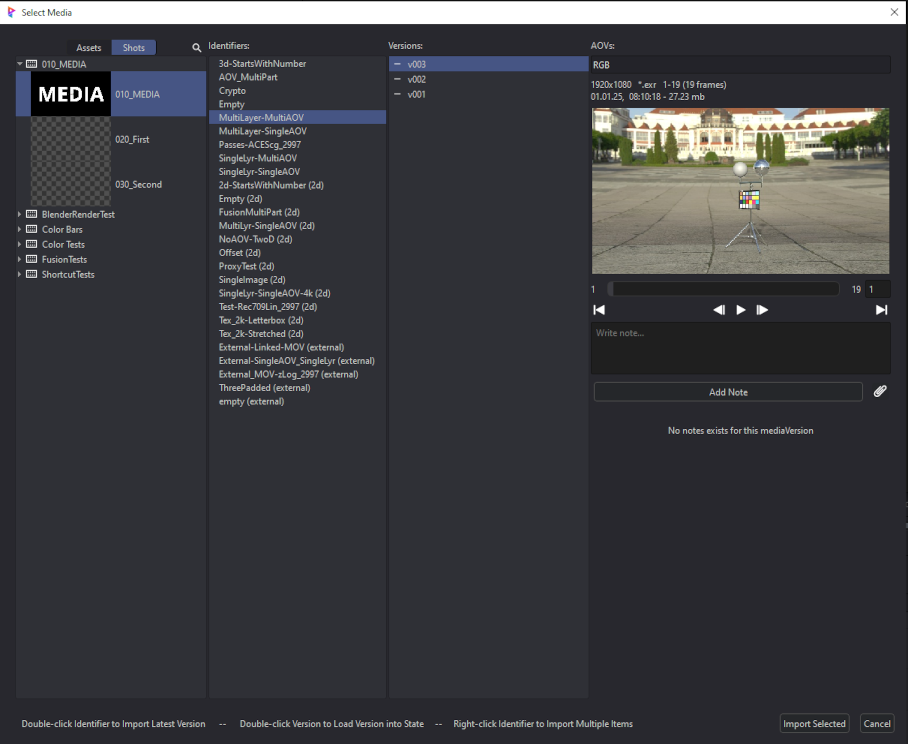 Select Media
Assets
Shots
010_MEDIA
MEDIA
010_MEDIA
020_First
030_Second
BlenderRenderTest
Color Bars
Color Tests
FusionTests
ShortcutTests
Identifiers:
3d-StartsWithNumber
AOV_MultiPart
Crypto
Empty
MultiLayer-MultiAOV
MultiLayer-SingleAOV
Passes-ACEScg_2997
SingleLyr-MultiAOV
SingleLyr-SingleAOV
2d-StartsWithNumber (2d)
Empty (2d)
FusionMultiPart (2d)
MultiLyr-SingleAOV (2d)
NoAOV-TwoD (2d)
Offset (2d)
ProxyTest (2d)
SingleImage (2d)
SingleLyr-SingleAOV-4k (2d)
Test-Rec709Lin_2997 (2d)
Tex_2k-Letterbox (2d)
Tex_2k-Stretched (2d)
External-Linked-MOV (external)
External-SingleAOV_SingleLyr (external)
External_MOV-zLog_2997 (external)
ThreePadded (external)
empty (external)
Versions:
v003
v002
v001
AOVs:
RGB
1920x1080 *.exr 1-19 (19 frames)
01.01.25, 08:10:18 - 27.23 mb
1
19
1
Write note...
Add Note
No notes exists for this mediaVersion
Double-click Identifier to Import Latest Version -- Double-click Version to Load Version into State -- Right-click Identifier to Import Multiple Items
Import Selected
Cancel